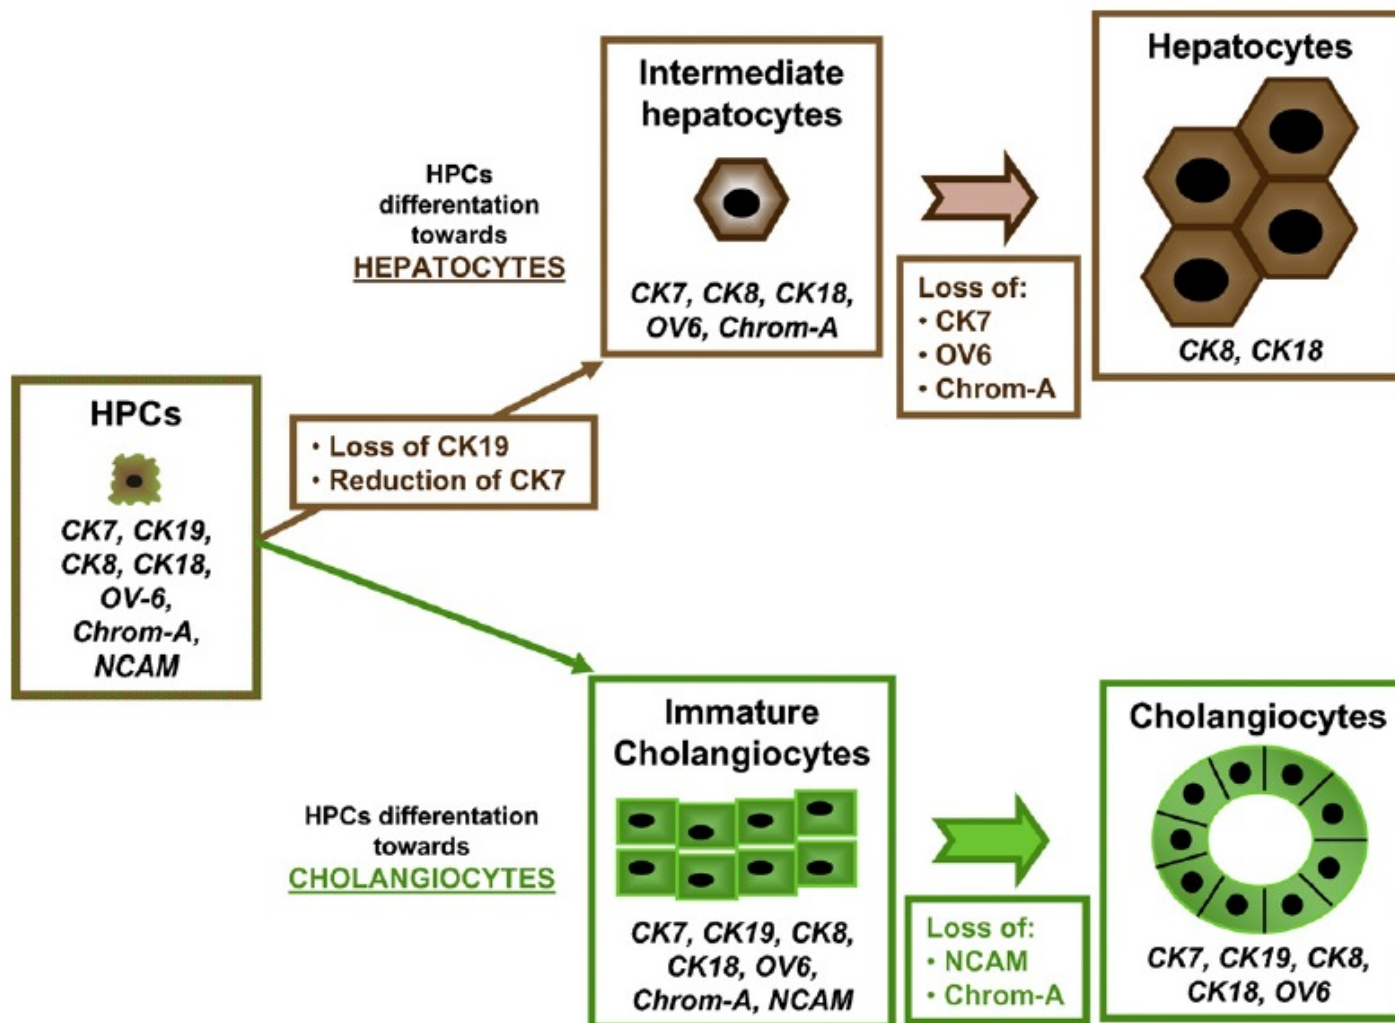 HPCs
CK7, CK19,
CK8, CK18,
OV-6,
Chrom-A,
NCAM
HPCs
differentation
towards
HEPATOCYTES
• Loss of CK19
• Reduction of CK7
Intermediate
hepatocytes
CK7, CK8, CK18,
OV6, Chrom-A
Loss of:
• CK7
• OV6
• Chrom-A
Hepatocytes
CK8, CK18
HPCs differentation
towards
CHOLANGIOCYTES
Immature
Cholangiocytes
CK7, CK19, CK8,
CK18, OV6,
Chrom-A, NCAM
Loss of:
• NCAM
• Chrom-A
Cholangiocytes
CK7, CK19, CK8,
CK18, OV6